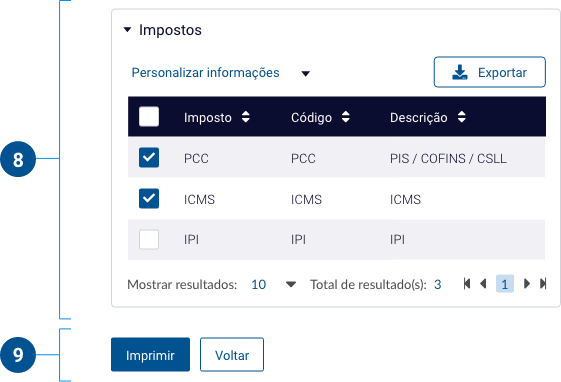 Impostos
Personalizar informações Exportar
Imposto Código Descrição
8 PCC PCC PIS / COFINS / CSLL
ICMS ICMS ICMS
IPI IPI IPI
Mostrar resultados: 10 Total de resultado(s): 3 1
9 Imprimir Voltar